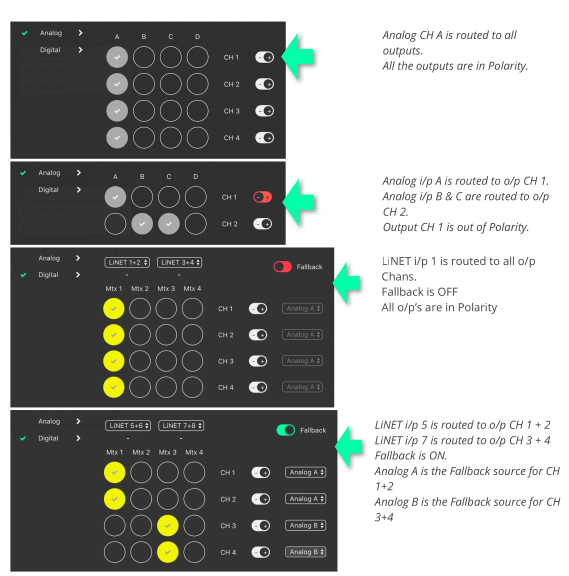 Analog
Digital
A B C D
CH 1 - +
CH 2 - +
CH 3 - +
CH 4 - +
Analog CH A is routed to all
outputs.
All the outputs are in Polarity.
Analog
Digital
A B C D
CH 1 - +
CH 2 - +
Analog i/p A is routed to o/p CH 1.
Analog i/p B & C are routed to o/p
CH 2.
Output CH 1 is out of Polarity.
Analog
Digital
LiNET 1+2 LiNET 3+4
- -
Fallback
Mtx 1 Mtx 2 Mtx 3 Mtx 4
CH 1 - + Analog A
CH 2 - + Analog A
CH 3 - + Analog A
CH 4 - + Analog A
LiNET i/p 1 is routed to all o/p
Chans.
Fallback is OFF
All o/p's are in Polarity
Analog
Digital
LiNET 5+6 LiNET 7+8
- -
Fallback
Mtx 1 Mtx 2 Mtx 3 Mtx 4
CH 1 - + Analog A
CH 2 - + Analog A
CH 3 - + Analog B
CH 4 - + Analog B
LiNET i/p 5 is routed to o/p CH 1 + 2
LiNET i/p 7 is routed to o/p CH 3 + 4
Fallback is ON.
Analog A is the Fallback source for CH
1+2
Analog B is the Fallback source for CH
3+4